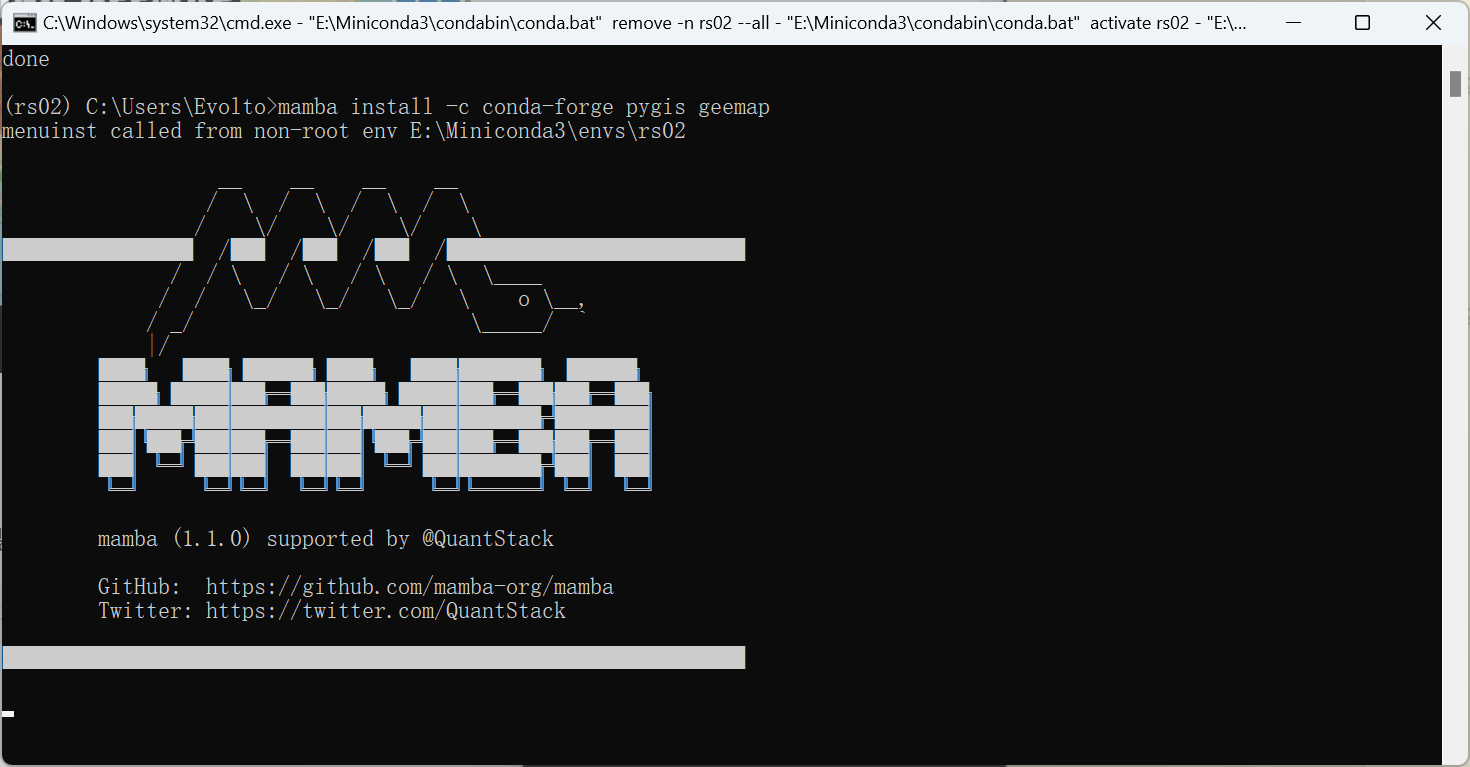 C:\Windows\system32\cmd.exe - "E:\Miniconda3\condabin\conda.bat" remove -n rs02 --all - "E:\Miniconda3\condabin\conda.bat" activate rs02 - "E:\...
done
(rs02) C:\Users\Evolto>mamba install -c conda-forge pygis geemap
menuinst called from non-root env E:\Miniconda3\envs\rs02
MAMBA
mamba (1.1.0) supported by @QuantStack
GitHub: https://github.com/mamba-org/mamba
Twitter: https://twitter.com/QuantStack